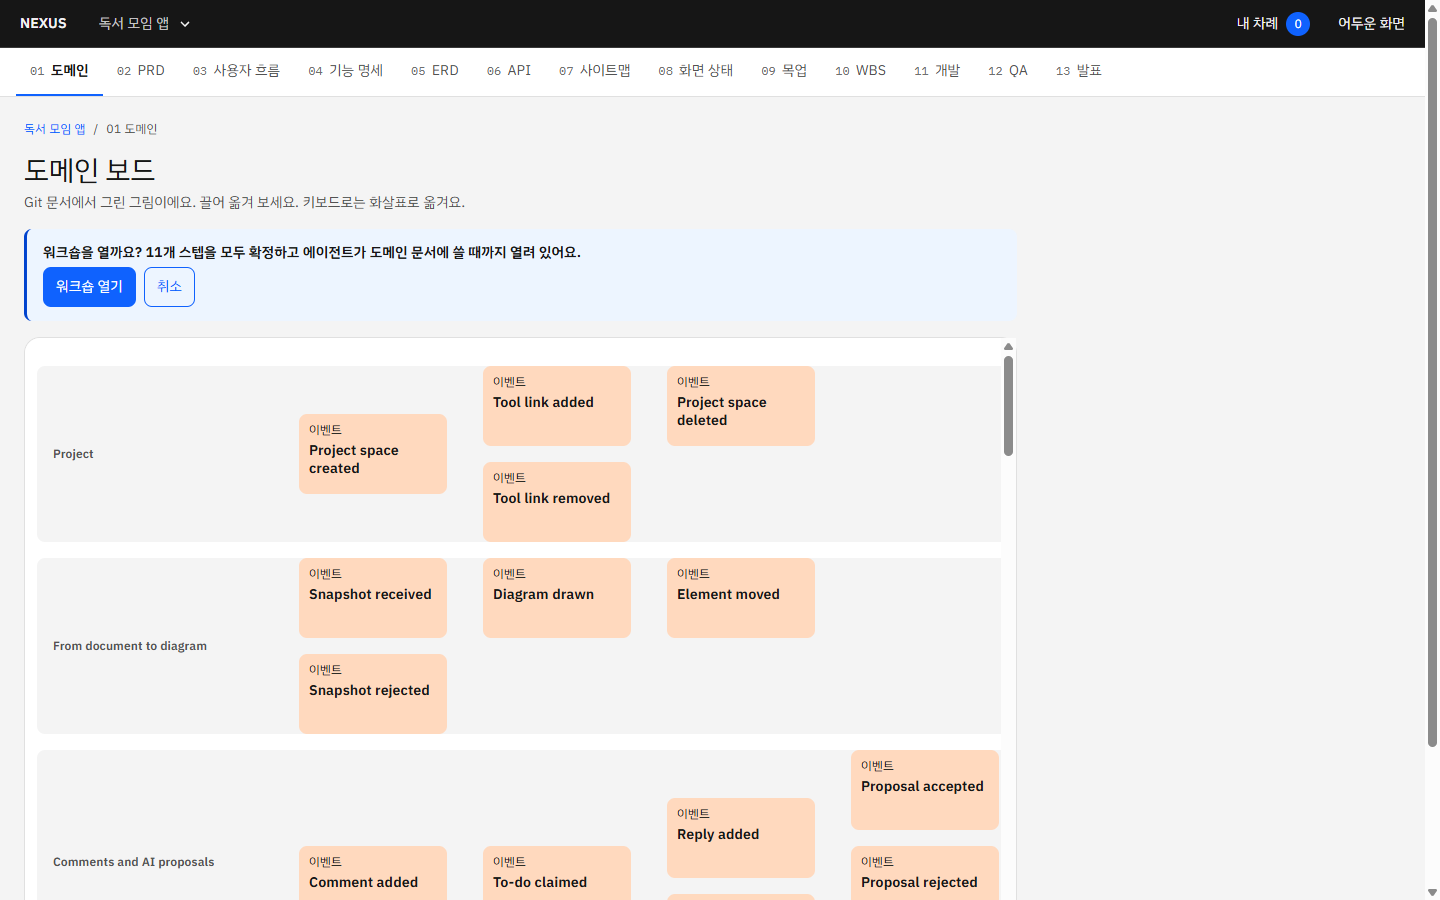 NEXUS 독서 모임 앱 내 차례 0 어두운 화면
01 도메인 02 PRD 03 사용자 흐름 04 기능 명세 05 ERD 06 API 07 사이트맵 08 화면 상태 09 목업 10 WBS 11 개발 12 QA 13 발표
독서 모임 앱 / 01 도메인
도메인 보드
Git 문서에서 그린 그림이에요. 끌어 옮겨 보세요. 키보드로는 화살표로 옮겨요.
워크숍을 열까요? 11개 스텝을 모두 확정하고 에이전트가 도메인 문서에 쓸 때까지 열려 있어요.
워크숍 열기 취소
Project
이벤트
Project space
created
이벤트
Tool link added
이벤트
Tool link removed
이벤트
Project space
deleted
From document to diagram
이벤트
Snapshot received
이벤트
Snapshot rejected
이벤트
Diagram drawn
이벤트
Element moved
Comments and AI proposals
이벤트
Comment added
이벤트
To-do claimed
이벤트
Reply added
이벤트
Proposal accepted
이벤트
Proposal rejected